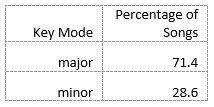 Key Mode Percentage of Songs
major 71.4
minor 28.6